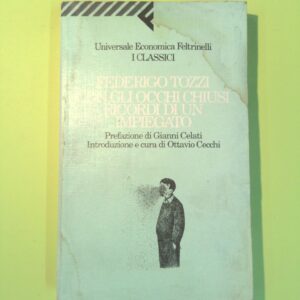 Universale Economica Feltrinelli
I CLASSICI
FEDERIGO TOZZI
CON GLI OCCHI CHIUSI
RICORDI DI UN
IMPIEGATO
Prefazione di Gianni Celati
Introduzione e cura di Ottavio Cecchi